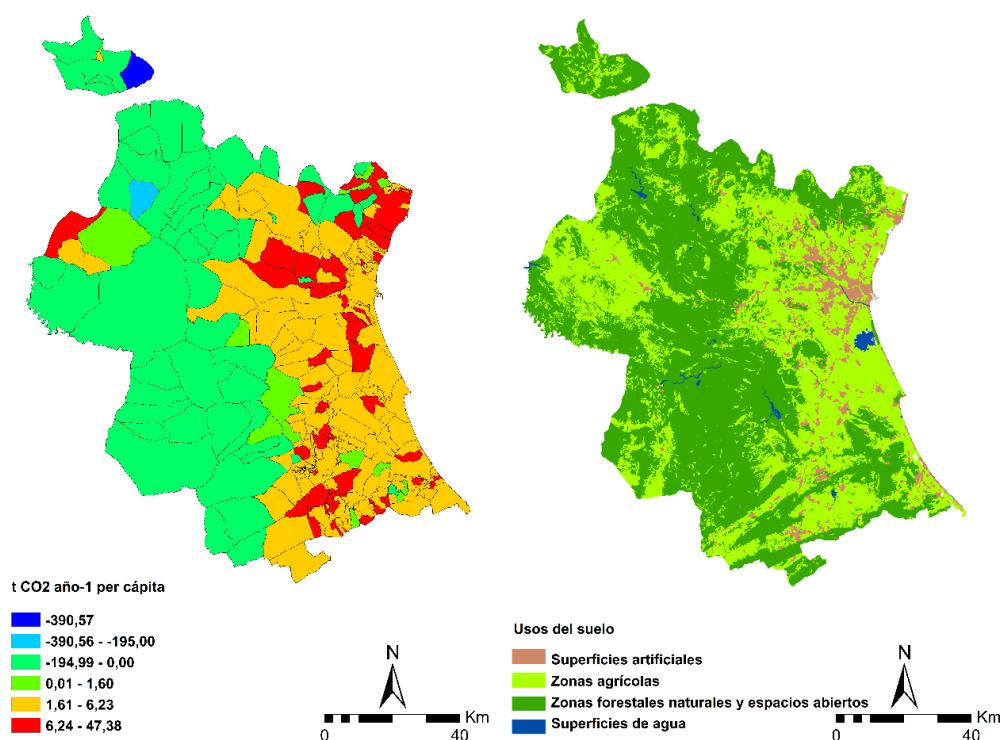 t CO2 año-1 per cápita
-390,57
-390,56 - -195,00
-194,99 - 0,00
0,01 - 1,60
1,61 - 6,23
6,24 - 47,38
N
Km
0 40
Usos del suelo
Superficies artificiales
Zonas agrícolas
Zonas forestales naturales y espacios abiertos
Superficies de agua
N
Km
0 40